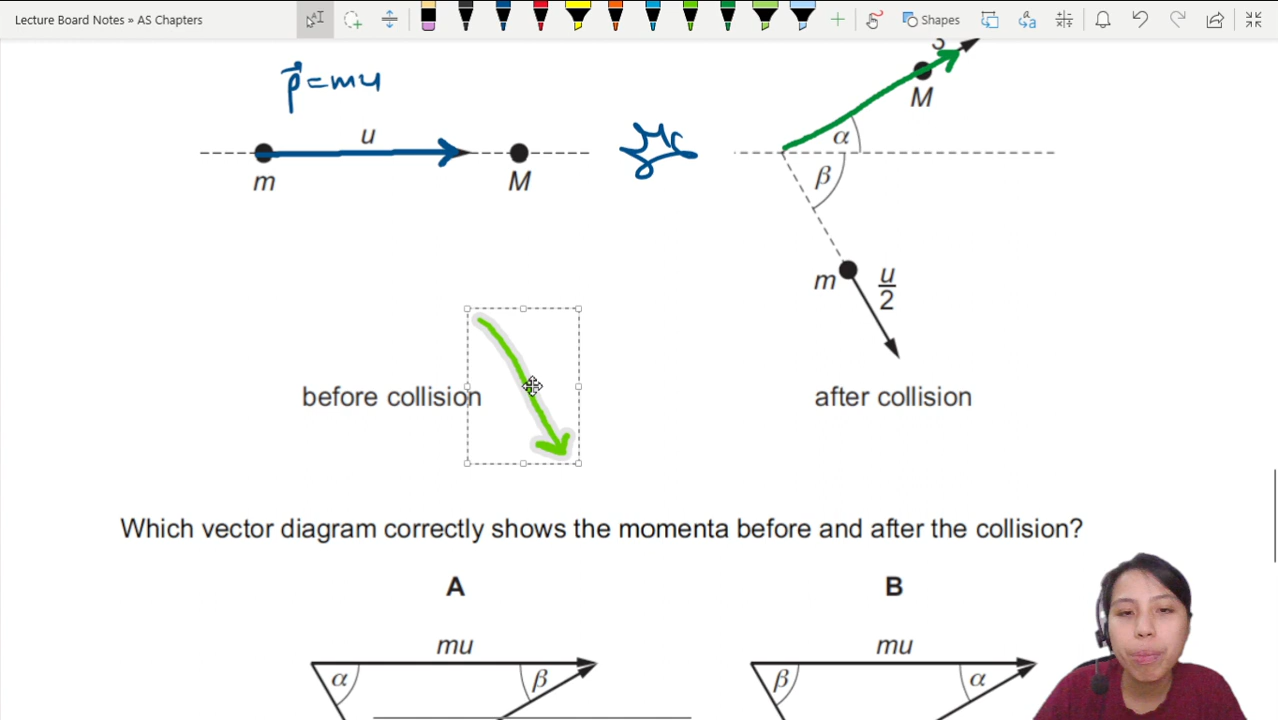 Lecture Board Notes » AS Chapters
Shapes
p⃗=mu
u
m
M
M
α
β
m
u/2
before collision
after collision
Which vector diagram correctly shows the momenta before and after the collision?
A
B
mu
mu
α
β
β
α